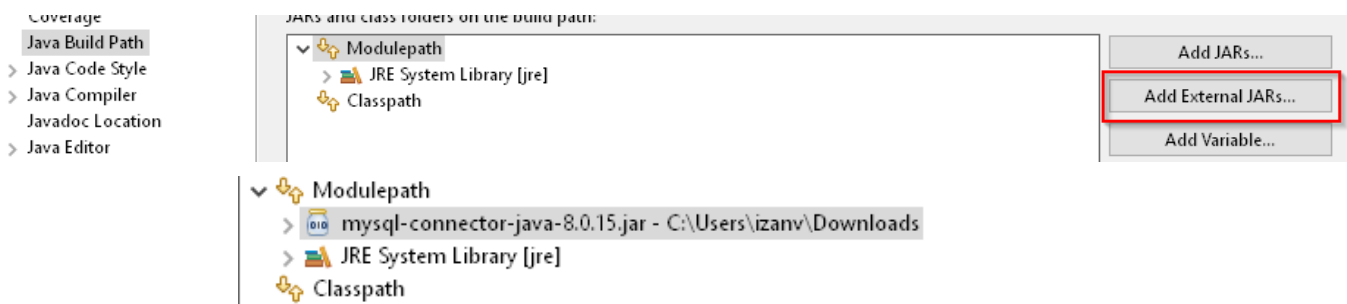 Coverage
JARs and class folders on the build path:
Java Build Path
Modulepath
Add JARs...
Java Code Style
JRE System Library [jre]
Java Compiler
Classpath
Add External JARs...
Javadoc Location
Java Editor
Add Variable...
Modulepath
mysql-connector-java-8.0.15.jar - C:\Users\izanv\Downloads
JRE System Library [jre]
Classpath